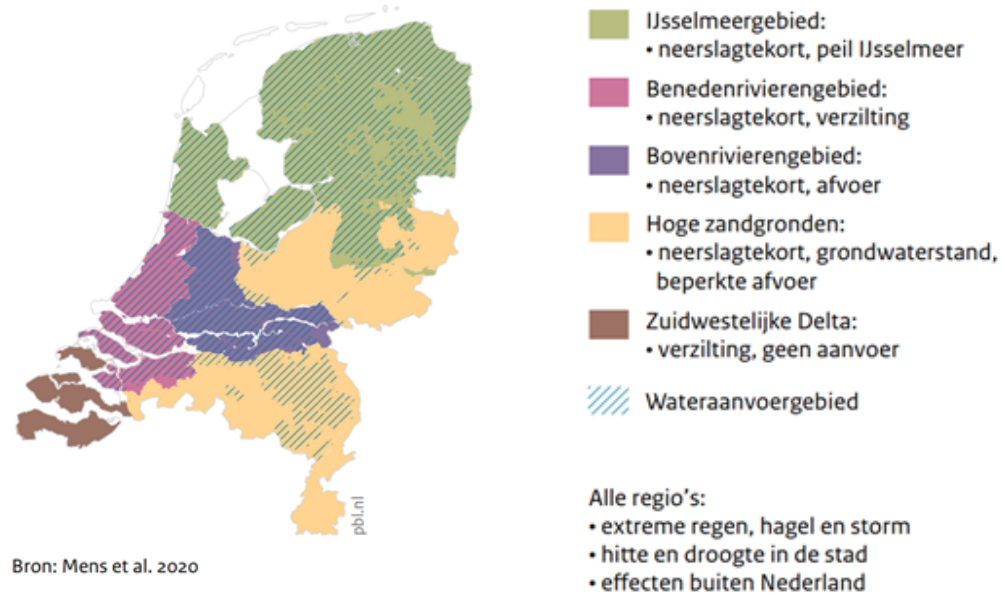 IJsselmeergebied:
• neerslagtekort, peil IJsselmeer
Benedenrivierengebied:
• neerslagtekort, verzilting
Bovenrivierengebied:
• neerslagtekort, afvoer
Hoge zandgronden:
• neerslagtekort, grondwaterstand,
beperkte afvoer
Zuidwestelijke Delta:
• verzilting, geen aanvoer
Wateraanvoergebied
Alle regio's:
• extreme regen, hagel en storm
• hitte en droogte in de stad
• effecten buiten Nederland
pbl.nl
Bron: Mens et al. 2020